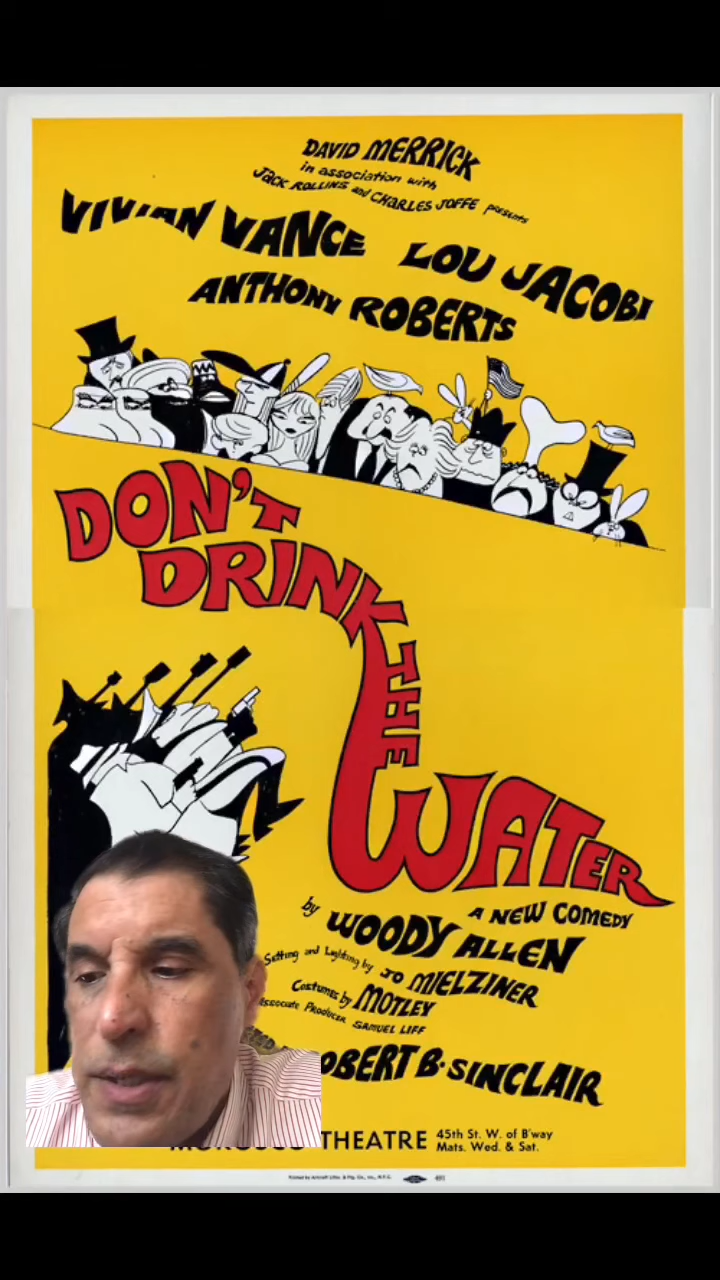 DAVID MERRICK
in association with
JACK ROLLINS and CHARLES JOFFE presents
VIVIAN VANCE LOU JACOBI
ANTHONY ROBERTS
DON'T
DRINK
THE
WATER
A NEW COMEDY
by WOODY ALLEN
Setting and Lighting by JO MIELZINER
Costumes by MOTLEY
Associate Producer SAMUEL LIFF
ROBERT B. SINCLAIR
MOROSCO THEATRE 45th St. W. of B'way
Mats. Wed. & Sat.